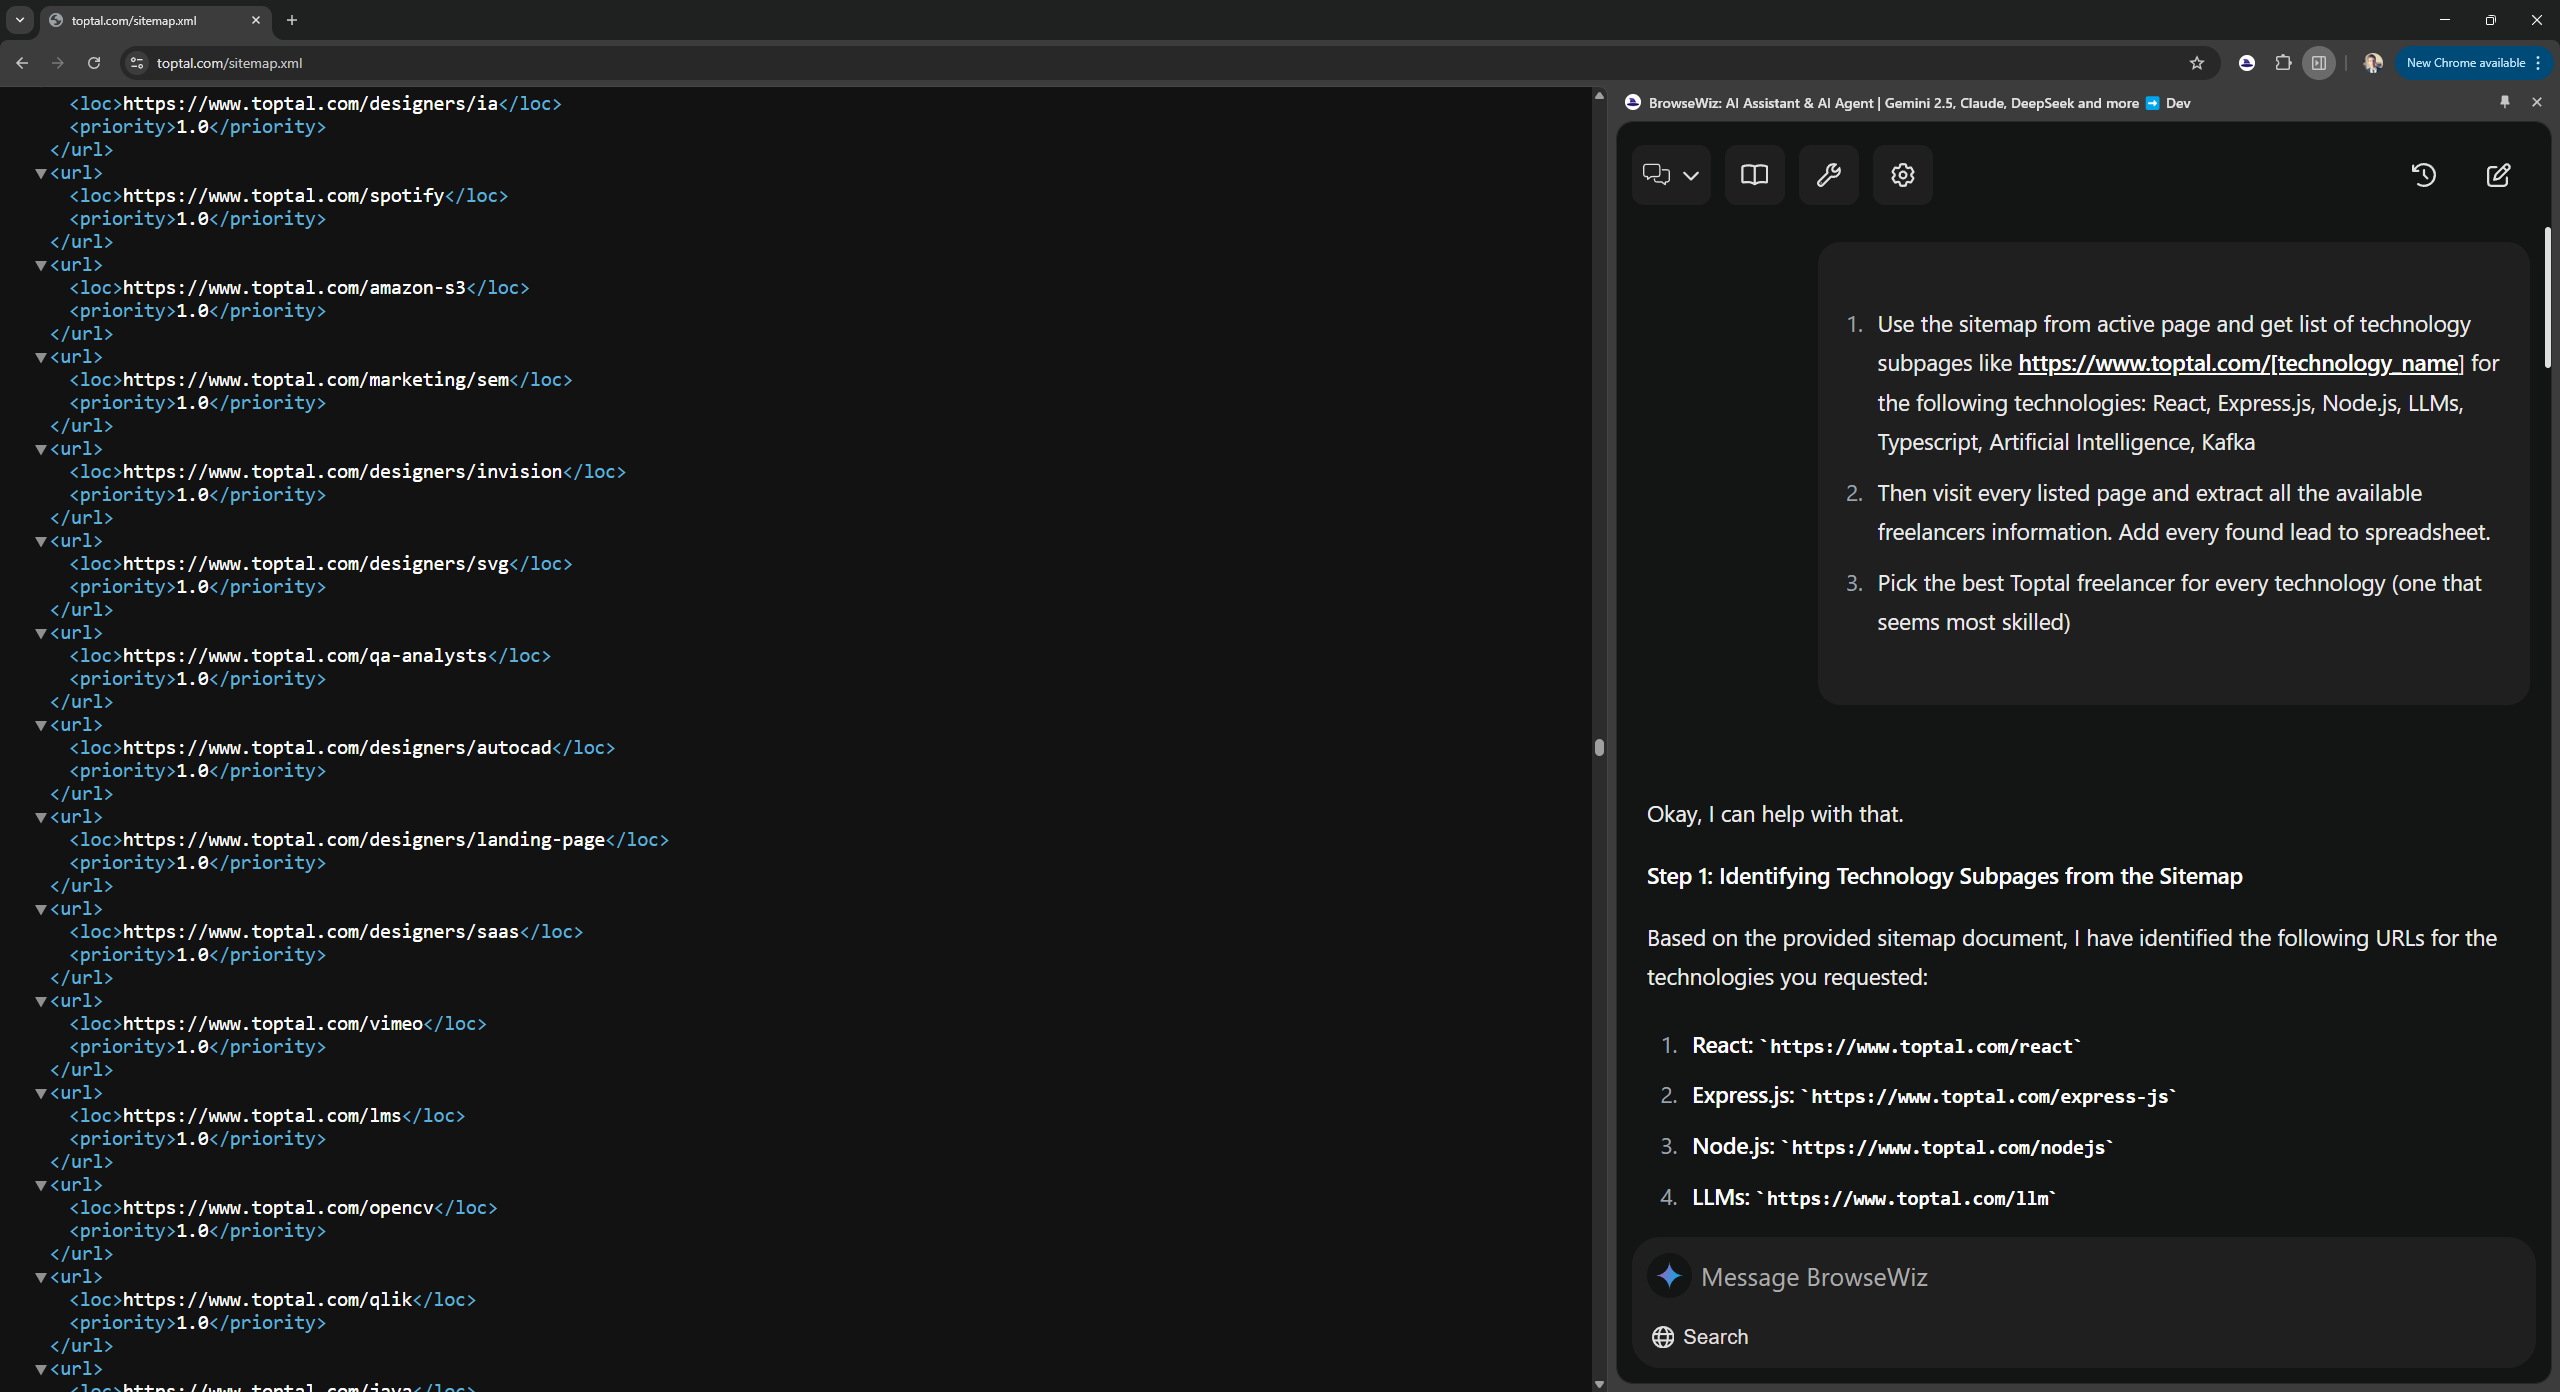 toptal.com/sitemap.xml
toptal.com/sitemap.xml
New Chrome available
<loc>https://www.toptal.com/designers/ia</loc>
<priority>1.0</priority>
</url>
<url>
<loc>https://www.toptal.com/spotify</loc>
<priority>1.0</priority>
</url>
<url>
<loc>https://www.toptal.com/amazon-s3</loc>
<priority>1.0</priority>
</url>
<url>
<loc>https://www.toptal.com/marketing/sem</loc>
<priority>1.0</priority>
</url>
<url>
<loc>https://www.toptal.com/designers/invision</loc>
<priority>1.0</priority>
</url>
<url>
<loc>https://www.toptal.com/designers/svg</loc>
<priority>1.0</priority>
</url>
<url>
<loc>https://www.toptal.com/qa-analysts</loc>
<priority>1.0</priority>
</url>
<url>
<loc>https://www.toptal.com/designers/autocad</loc>
<priority>1.0</priority>
</url>
<url>
<loc>https://www.toptal.com/designers/landing-page</loc>
<priority>1.0</priority>
</url>
<url>
<loc>https://www.toptal.com/designers/saas</loc>
<priority>1.0</priority>
</url>
<url>
<loc>https://www.toptal.com/vimeo</loc>
<priority>1.0</priority>
</url>
<url>
<loc>https://www.toptal.com/lms</loc>
<priority>1.0</priority>
</url>
<url>
<loc>https://www.toptal.com/opencv</loc>
<priority>1.0</priority>
</url>
<url>
<loc>https://www.toptal.com/qlik</loc>
<priority>1.0</priority>
</url>
<url>
<loc>https://www.toptal.com/java</loc>
BrowseWiz: AI Assistant & AI Agent | Gemini 2.5, Claude, DeepSeek and more ➡️ Dev
1. Use the sitemap from active page and get list of technology
subpages like https://www.toptal.com/[technology_name] for
the following technologies: React, Express.js, Node.js, LLMs,
Typescript, Artificial Intelligence, Kafka
2. Then visit every listed page and extract all the available
freelancers information. Add every found lead to spreadsheet.
3. Pick the best Toptal freelancer for every technology (one that
seems most skilled)
Okay, I can help with that.
Step 1: Identifying Technology Subpages from the Sitemap
Based on the provided sitemap document, I have identified the following URLs for the
technologies you requested:
1. React: `https://www.toptal.com/react`
2. Express.js: `https://www.toptal.com/express-js`
3. Node.js: `https://www.toptal.com/nodejs`
4. LLMs: `https://www.toptal.com/llm`
Message BrowseWiz
Search